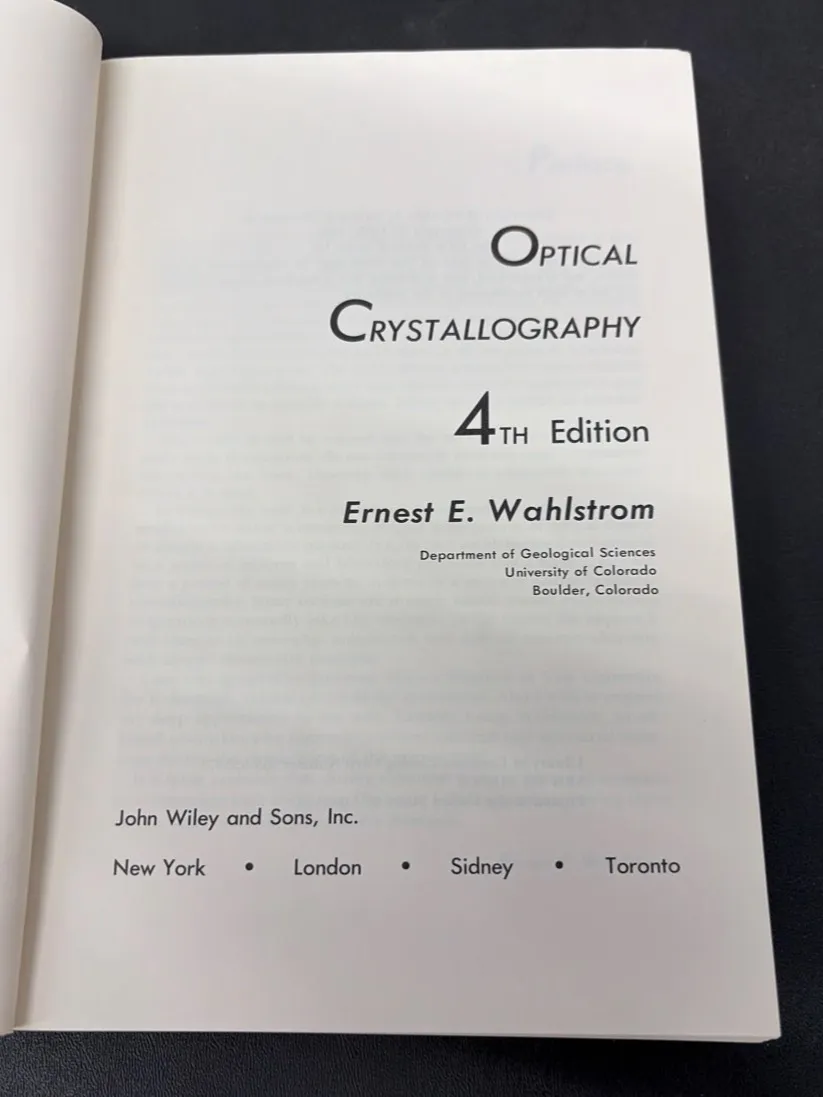 OPTICAL
CRYSTALLOGRAPHY
4TH Edition
Ernest E. Wahlstrom
Department of Geological Sciences
University of Colorado
Boulder, Colorado
John Wiley and Sons, Inc.
New York • London • Sidney • Toronto